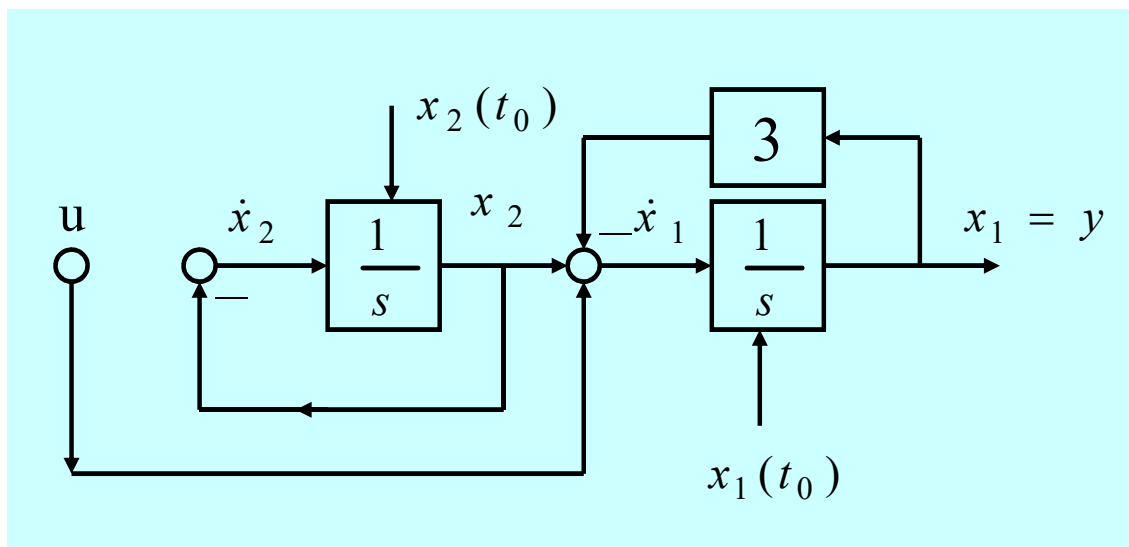 x₂(t₀)
3
u
ẋ₂
1
s
x₂
ẋ₁
1
s
x₁ = y
x₁(t₀)